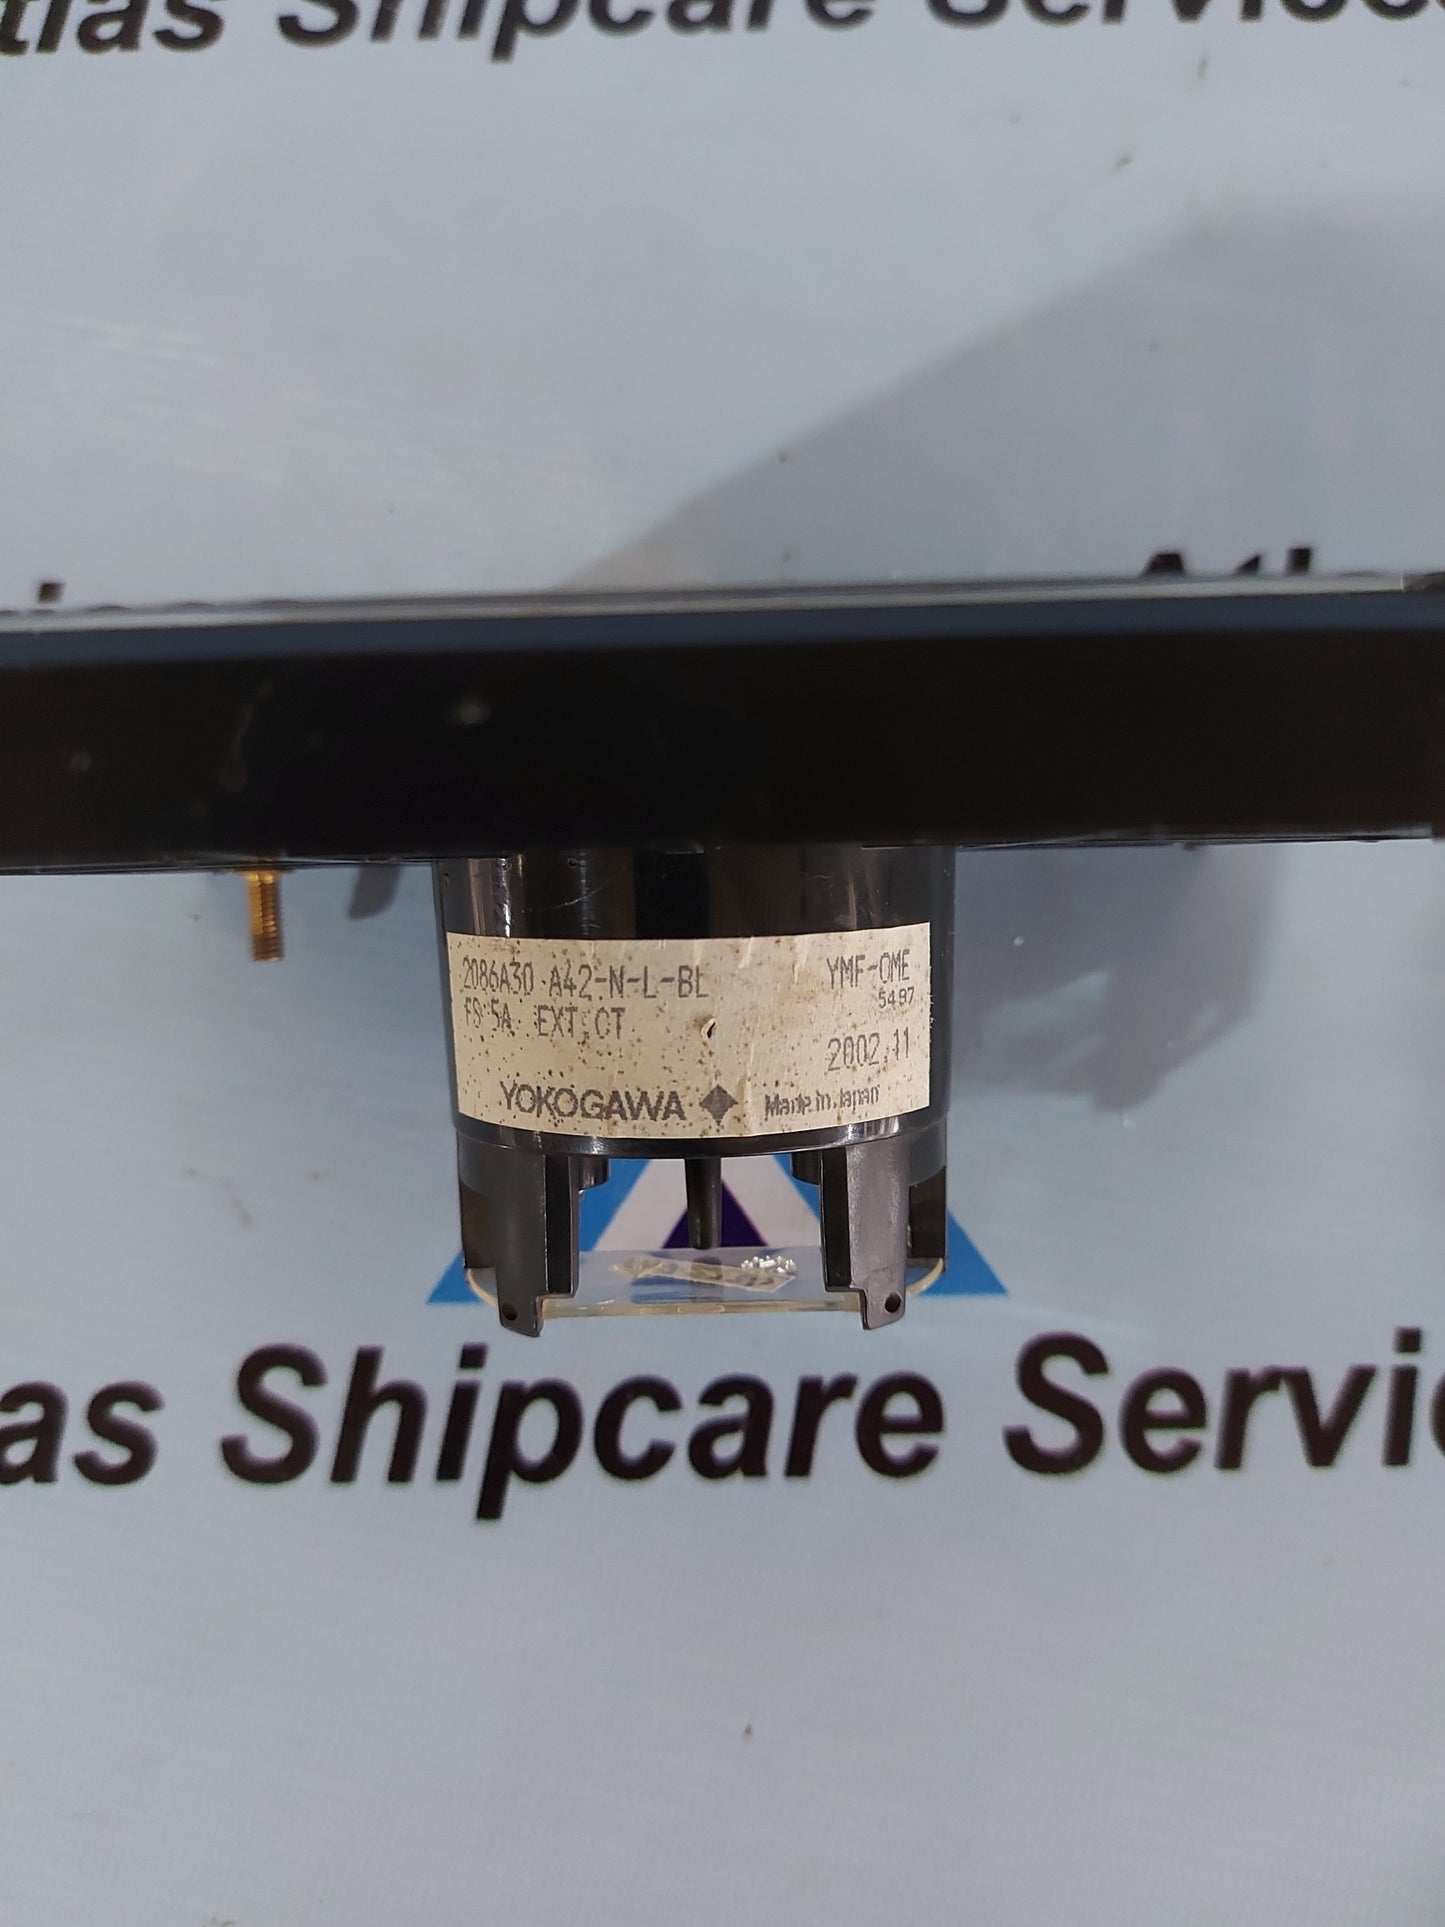 tlas Shipcare Service
2086A30 A42-N-L-BL YMF-OME
5497
FS 5A EXT.CT
2002.11
YOKOGAWA Made in Japan
as Shipcare Servic